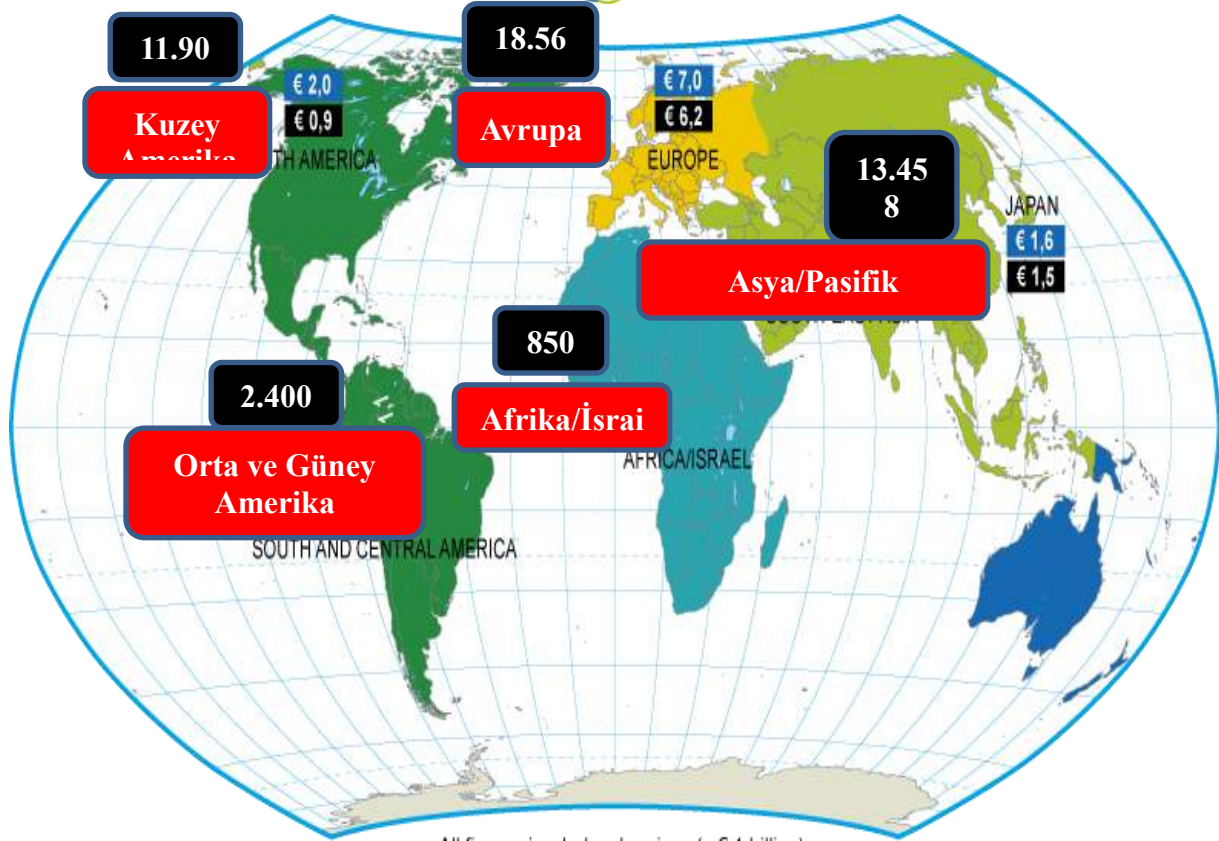 11.90
18.56
€ 2,0
€ 0,9
€ 7,0
€ 6,2
Kuzey
Amerika
TH AMERICA
Avrupa
EUROPE
13.45
8
JAPAN
€ 1,6
€ 1,5
Asya/Pasifik
850
2.400
Afrika/İsrai
AFRICA/ISRAEL
Orta ve Güney
Amerika
SOUTH AND CENTRAL AMERICA